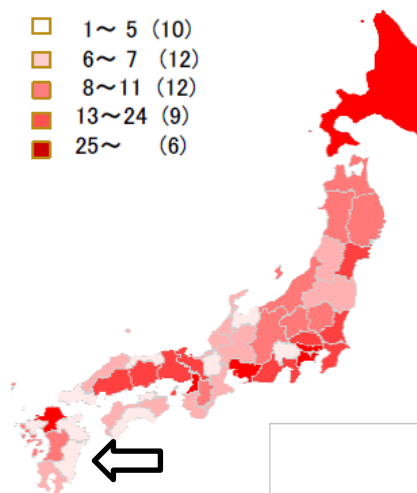 1～ 5 (10)
6～ 7 (12)
8～11 (12)
13～24 (9)
25～ (6)